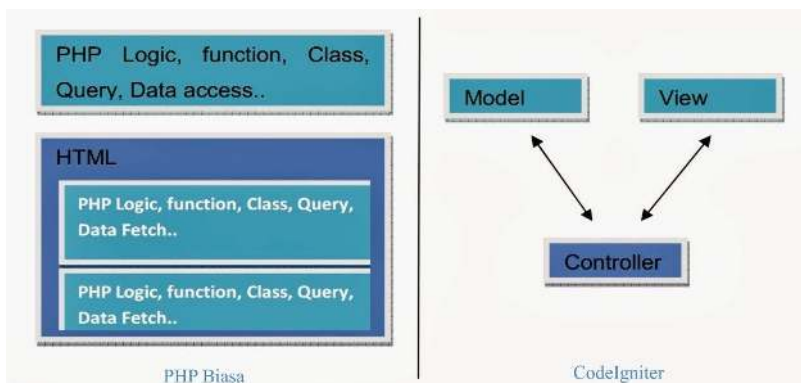 PHP Logic, function, Class,
Query, Data access..
HTML
PHP Logic, function, Class, Query,
Data Fetch..
PHP Logic, function, Class, Query,
Data Fetch..
PHP Biasa
Model
View
Controller
CodeIgniter